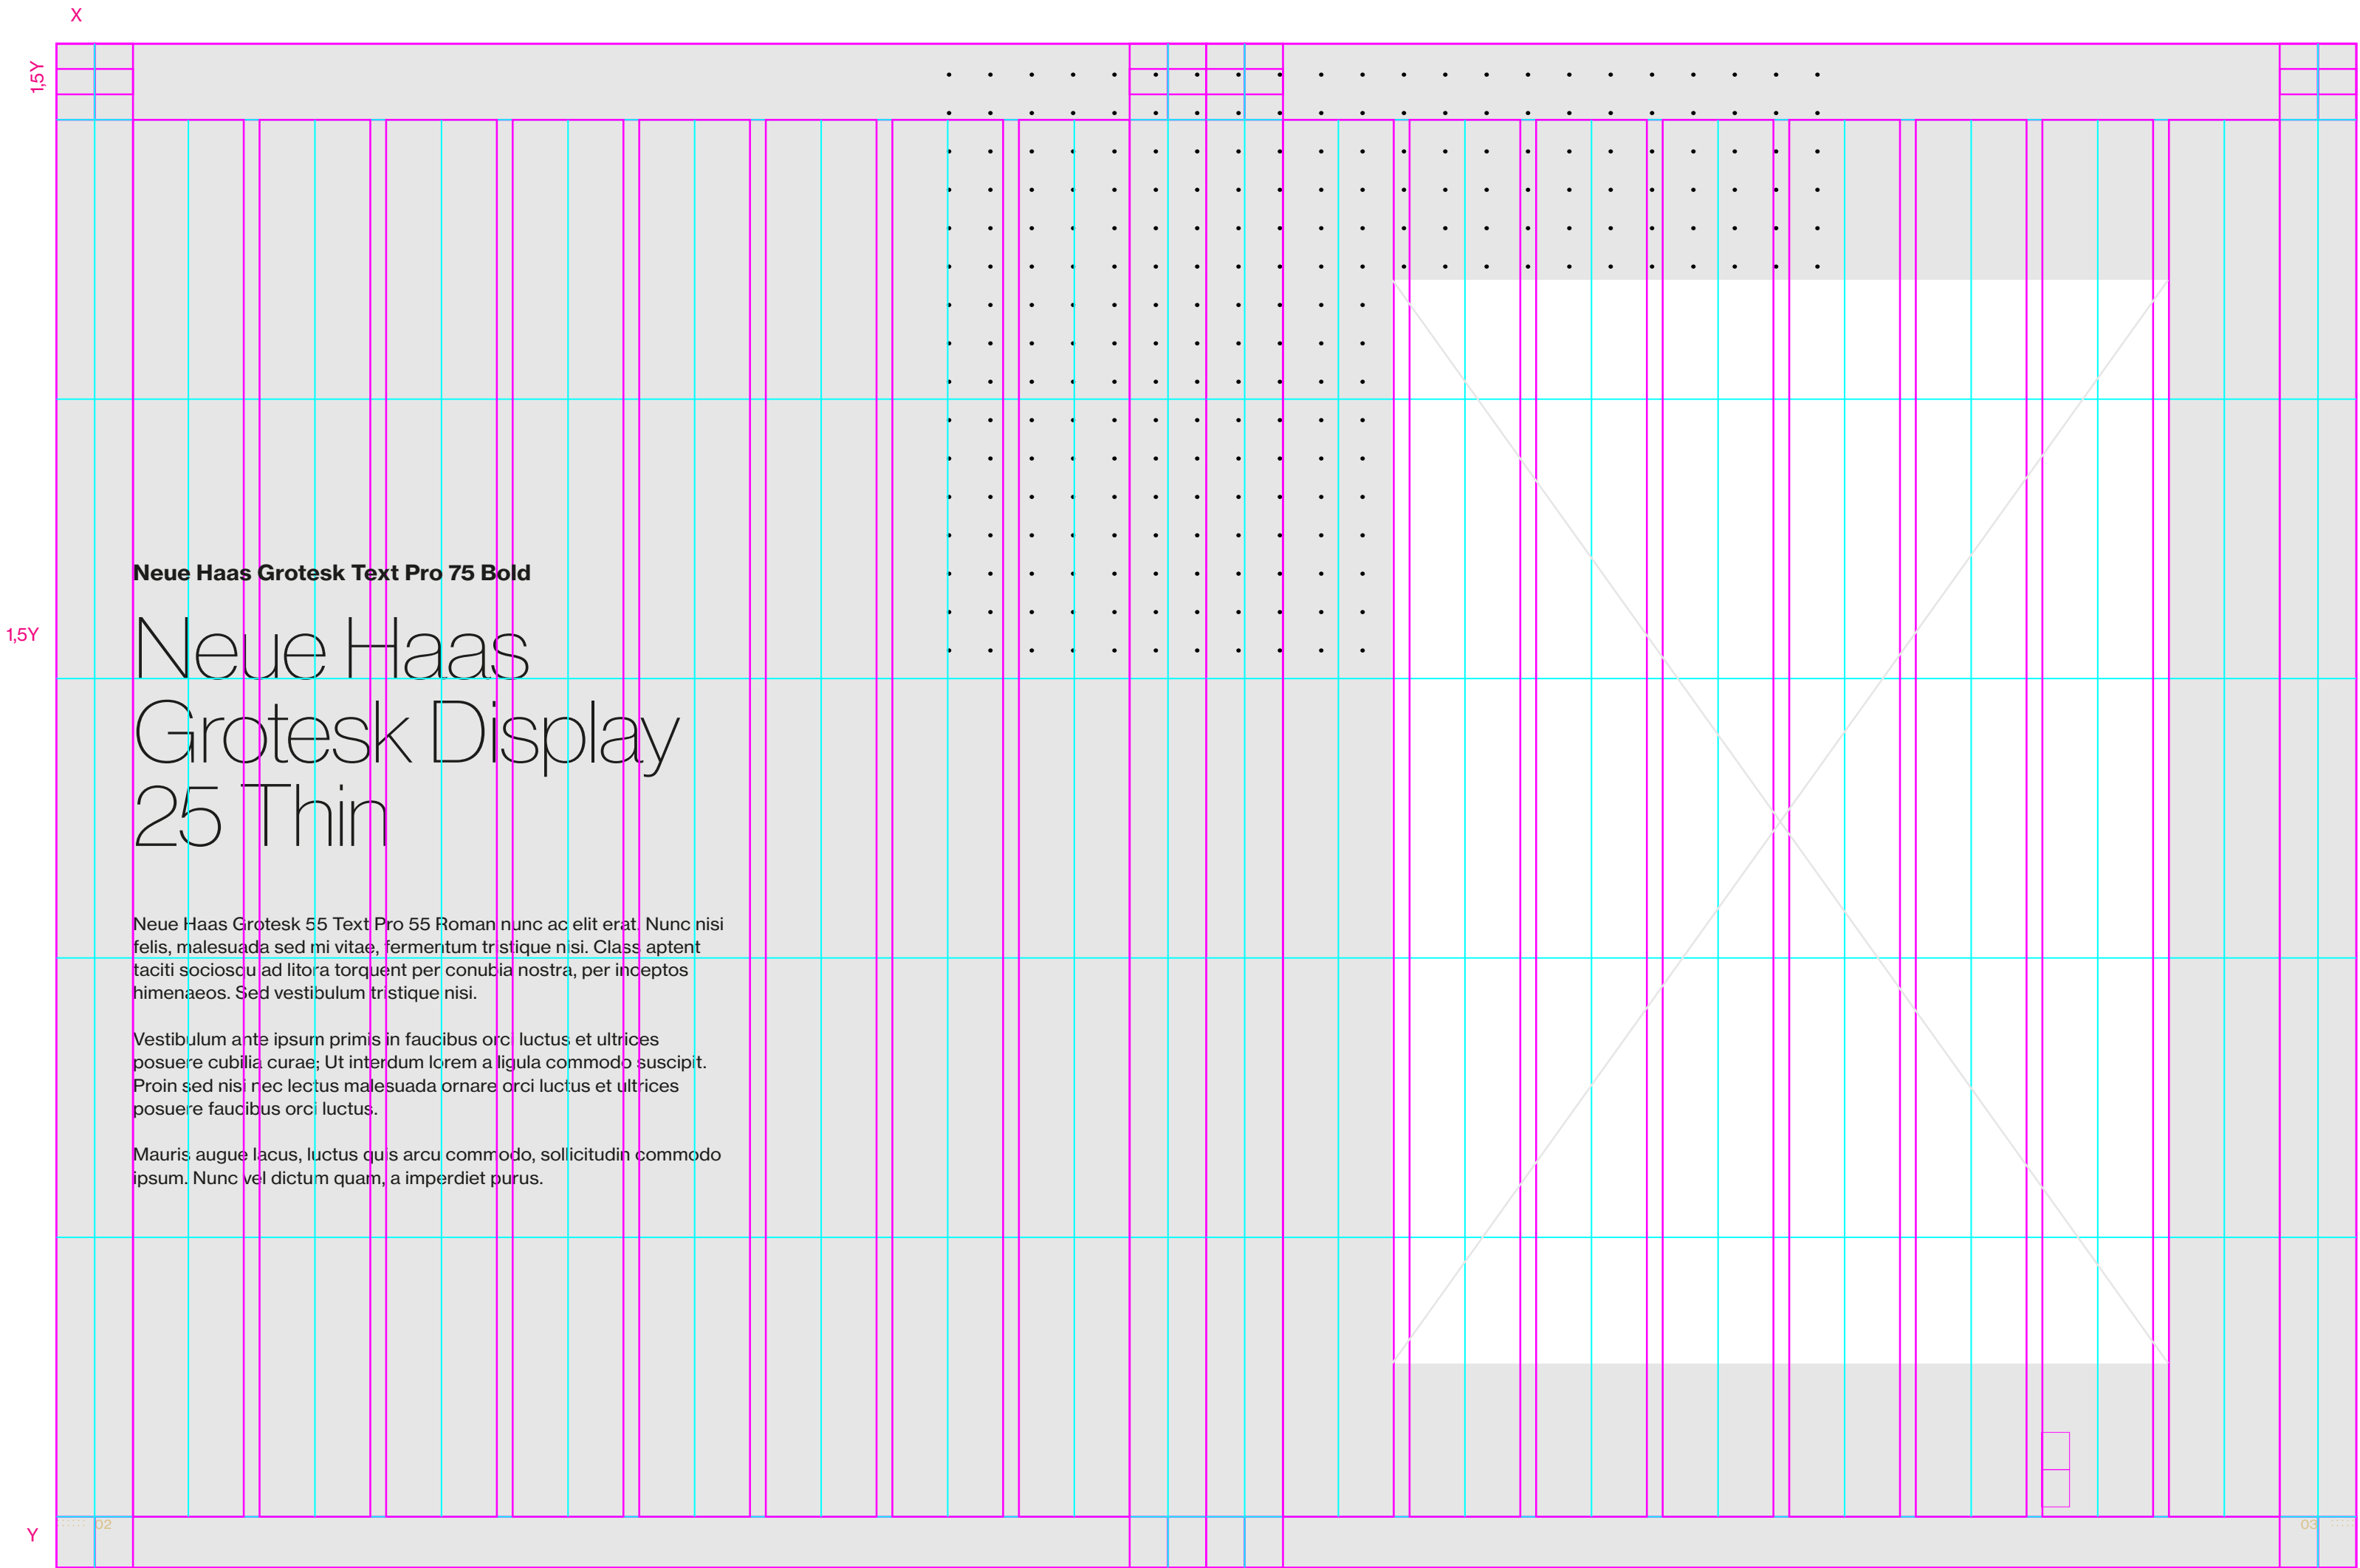 X
1,5Y
Neue Haas Grotesk Text Pro 75 Bold
1,5Y
Neue Haas
Grotesk Display
25 Thin
Neue Haas Grotesk 55 Text Pro 55 Roman nunc ac elit erat. Nunc nisi
felis, malesuada sed mi vitae, fermentum tristique nisi. Class aptent
taciti sociosqu ad litora torquent per conubia nostra, per inceptos
himenaeos. Sed vestibulum tristique nisi.
Vestibulum ante ipsum primis in faucibus orci luctus et ultrices
posuere cubilia curae; Ut interdum lorem a ligula commodo suscipit.
Proin sed nisi nec lectus malesuada ornare orci luctus et ultrices
posuere faucibus orci luctus.
Mauris augue lacus, luctus quis arcu commodo, sollicitudin commodo
ipsum. Nunc vel dictum quam, a imperdiet purus.
Y
02
03